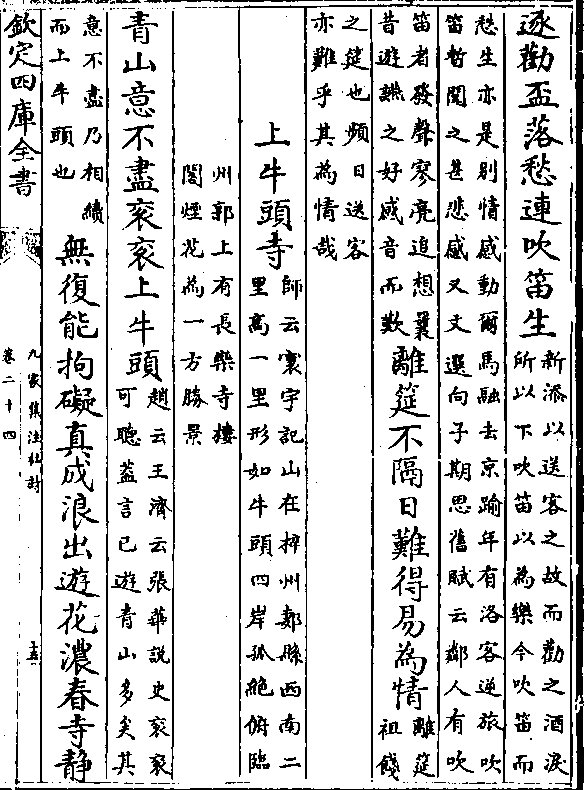 逐勸盃落愁連吹笛生
新添以送客之故而勸之酒淚
所以下吹笛以為樂今吹笛而
愁生亦是别情感動爾馬融去京踰年有洛客逆旅吹
笛暫聞之甚悲感又文選向子期思舊賦云鄰人有吹
笛者發聲寥亮追想曩
昔遊讌之好感音而歎
離筵不隔日難得易為情
離筵
祖餞
之筵也頻日送客
亦難乎其為情哉
上牛頭寺
師云寰宇記山在梓州郪縣西南二
里高一里形如牛頭四岸孤絶俯臨
州郭上有長樂寺樓
閣煙花為一方勝景
青山意不盡衮衮上牛頭
趙云王濟云張華說史衮衮
可聴葢言已遊青山多矣其
意不盡乃相續
而上牛頭也
無復能拘礙真成浪出遊花濃春寺静
欽定四庫全書
九家集注杜詩
卷二十四
十五